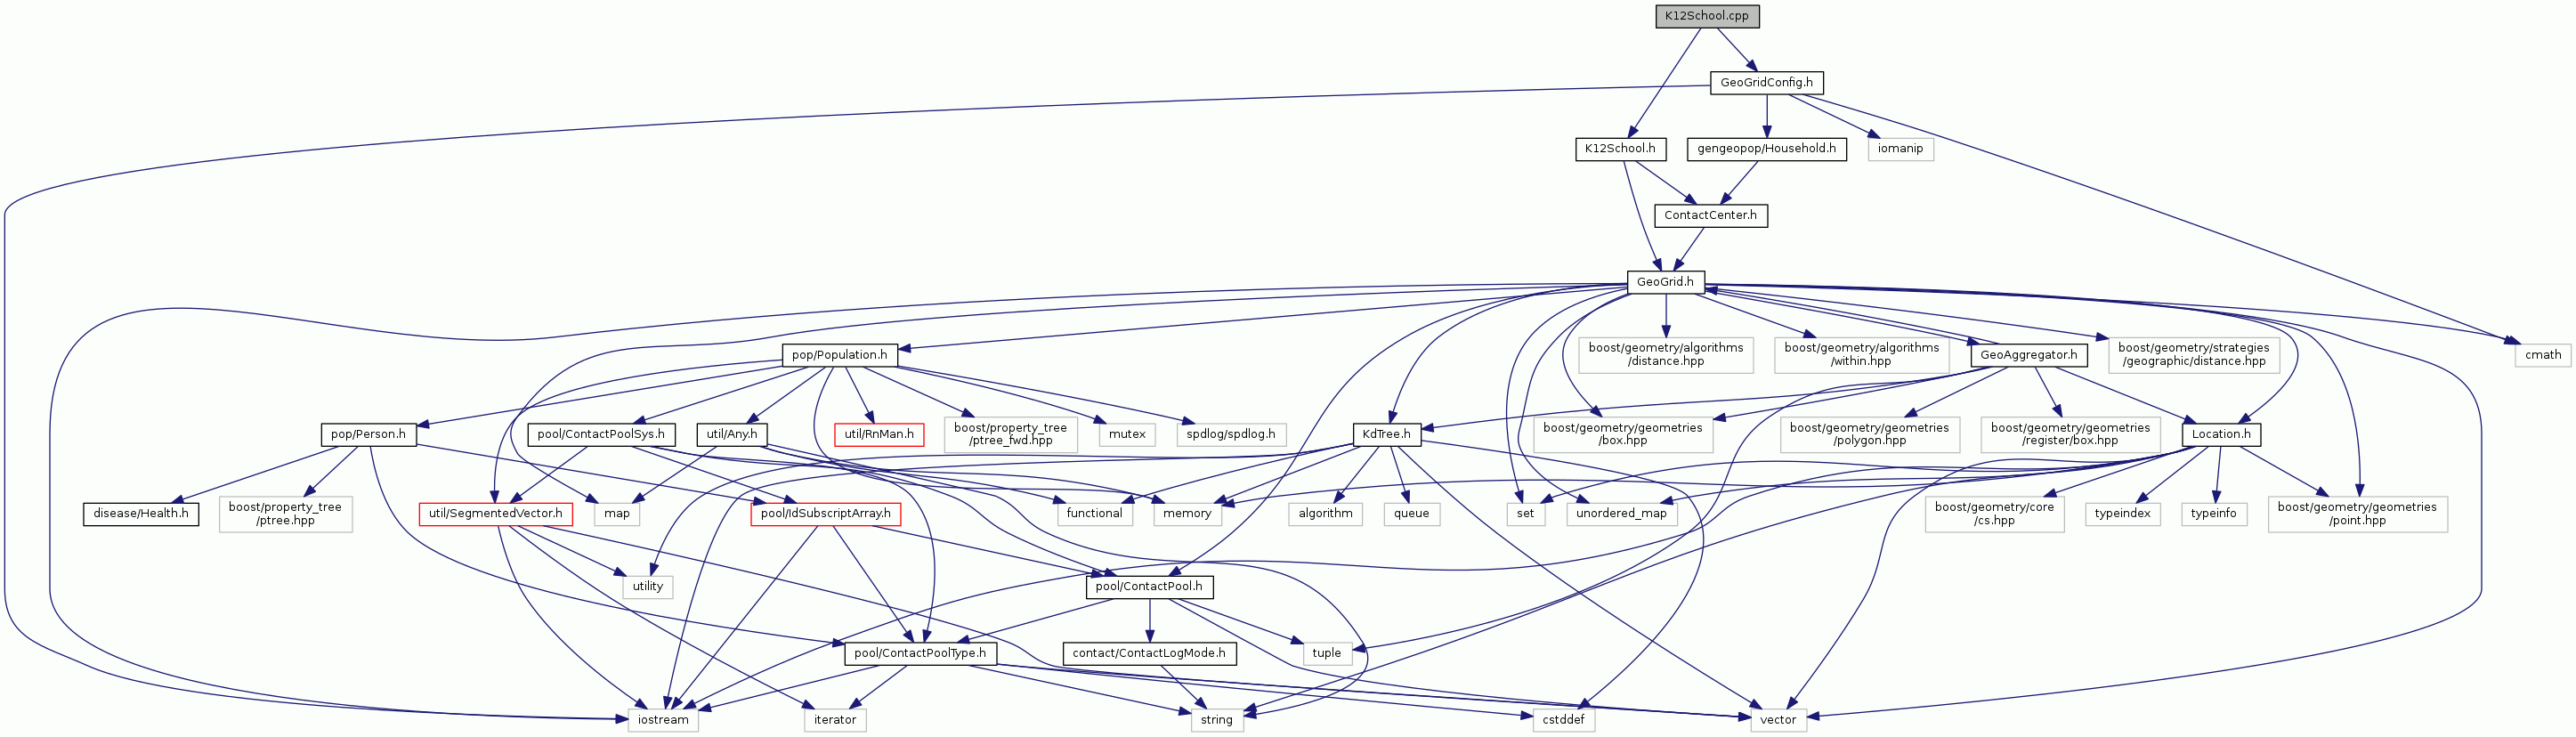 K12School.cpp
GeoGridConfig.h
K12School.h
gengeopop/Household.h
iomanip
ContactCenter.h
GeoGrid.h
pop/Population.h
boost/geometry/algorithms
/distance.hpp
boost/geometry/algorithms
/within.hpp
GeoAggregator.h
boost/geometry/strategies
/geographic/distance.hpp
cmath
pop/Person.h
pool/ContactPoolSys.h
util/Any.h
util/RnMan.h
boost/property_tree
/ptree_fwd.hpp
mutex
spdlog/spdlog.h
KdTree.h
boost/geometry/geometries
/box.hpp
boost/geometry/geometries
/polygon.hpp
boost/geometry/geometries
/register/box.hpp
Location.h
disease/Health.h
boost/property_tree
/ptree.hpp
util/SegmentedVector.h
map
pool/IdSubscriptArray.h
functional
memory
algorithm
queue
set
unordered_map
boost/geometry/core
/cs.hpp
typeindex
typeinfo
boost/geometry/geometries
/point.hpp
utility
pool/ContactPool.h
pool/ContactPoolType.h
contact/ContactLogMode.h
tuple
iostream
iterator
string
cstddef
vector